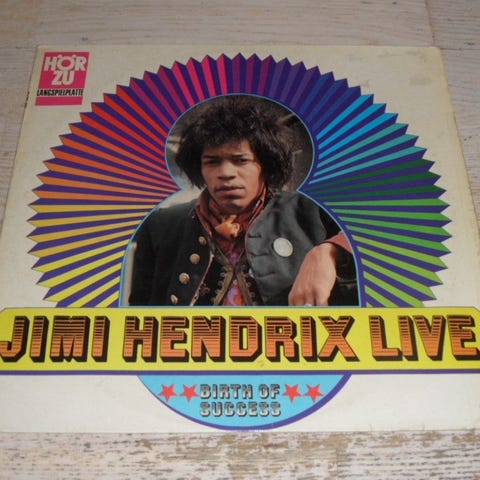 HÖR
ZU
LANGSPIELPLATTE
JIMI HENDRIX LIVE
BIRTH OF
SUCCESS